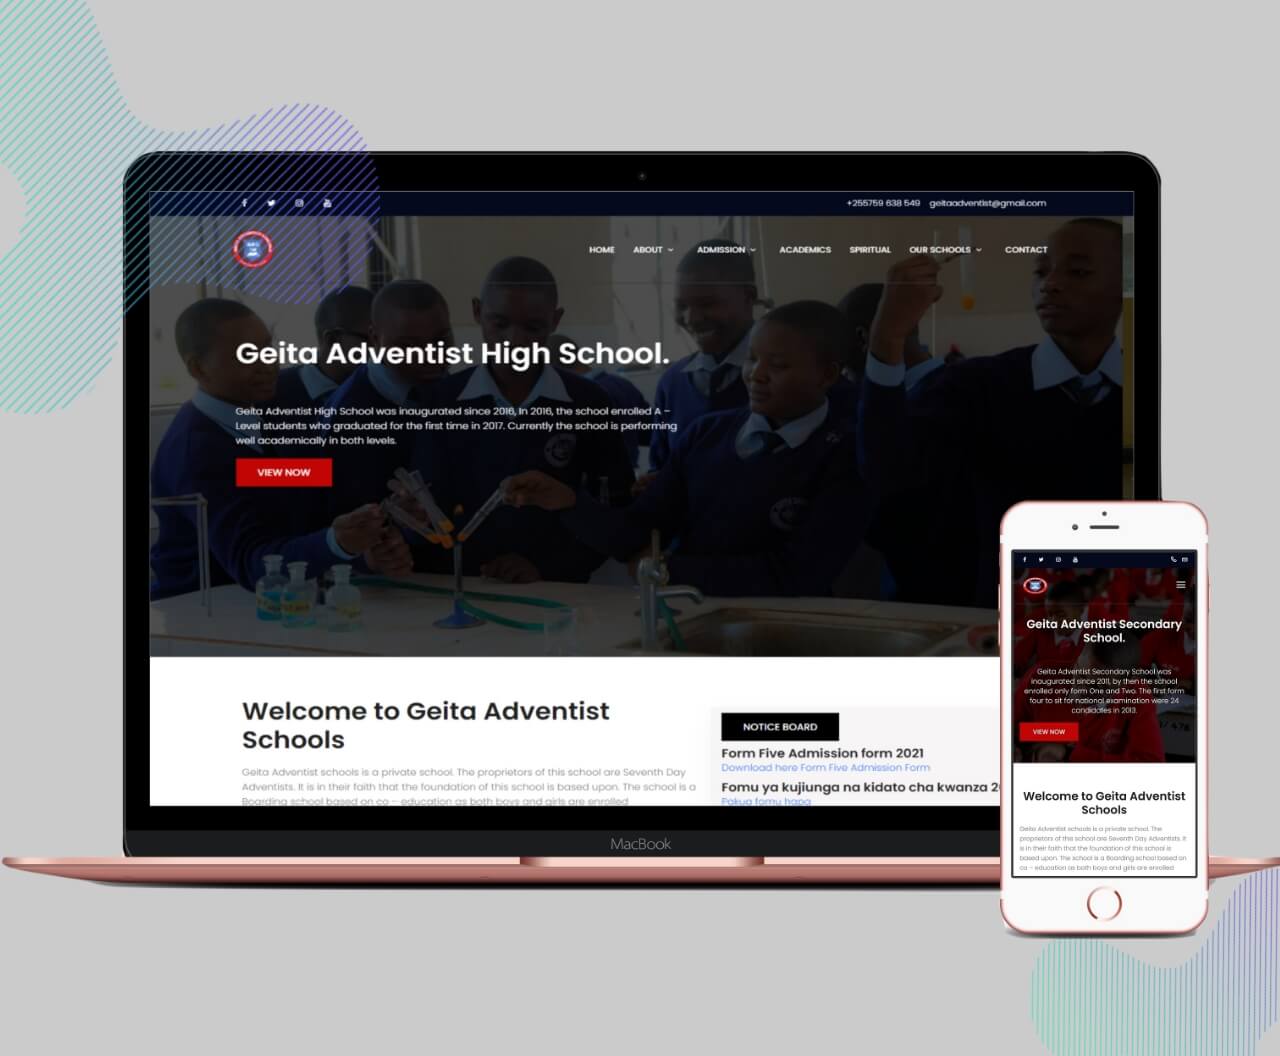 +255759 638 549 geitaadventist@gmail.com
HOME ABOUT ADMISSION ACADEMICS SPIRITUAL OUR SCHOOLS CONTACT
Geita Adventist High School.
Geita Adventist High School was inaugurated since 2016, In 2016, the school enrolled A –
Level students who graduated for the first time in 2017. Currently the school is performing
well academically in both levels.
VIEW NOW
Welcome to Geita Adventist
Schools
Geita Adventist schools is a private school. The proprietors of this school are Seventh Day
Adventists. It is in their faith that the foundation of this school is based upon. The school is a
Boarding school based on co – education as both boys and girls are enrolled
NOTICE BOARD
Form Five Admission form 2021
Download here Form Five Admission Form
Fomu ya kujiunga na kidato cha kwanza
Pakua fomu hapa
MacBook
Geita Adventist Secondary
School.
Geita Adventist Secondary School was
inaugurated since 2011, by then the school
enrolled only form One and Two. The first form
four to sit for national examination were 24
candidates in 2013.
VIEW NOW
Welcome to Geita Adventist
Schools
Geita Adventist schools is a private school. The
proprietors of this school are Seventh Day Adventists. It
is in their faith that the foundation of this school is
based upon. The school is a Boarding school based on
co – education as both boys and girls are enrolled